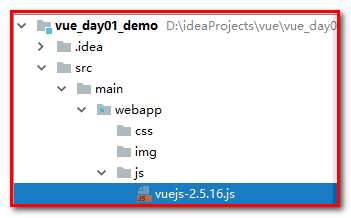 vue_day01_demo D:\ideaProjects\vue\vue_day0
.idea
src
main
webapp
css
img
js
vuejs-2.5.16.js